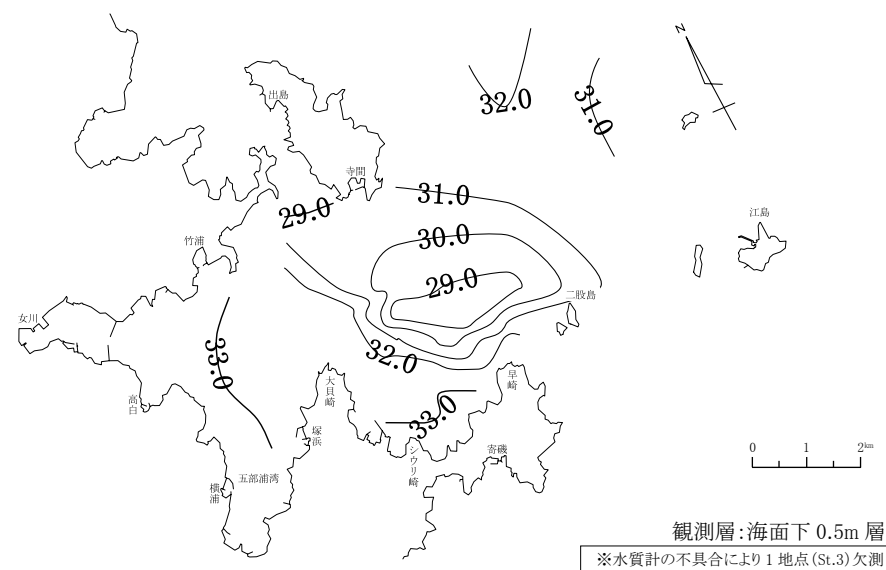 N
32.0
31.0
出島
寺間
31.0
29.0
江島
竹浦
30.0
29.0
二股島
女川
33.0
32.0
大貝崎
早崎
高白
33.0
塚浜
シウリ崎
寄磯
0 1 2km
五部浦湾
横浦
観測層:海面下 0.5m 層
※水質計の不具合により1地点(St.3)欠測